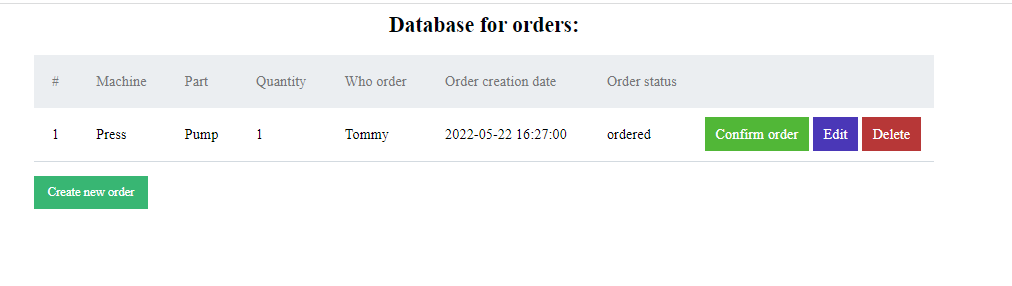 Database for orders:
# Machine Part Quantity Who order Order creation date Order status
1 Press Pump 1 Tommy 2022-05-22 16:27:00 ordered Confirm order Edit Delete
Create new order